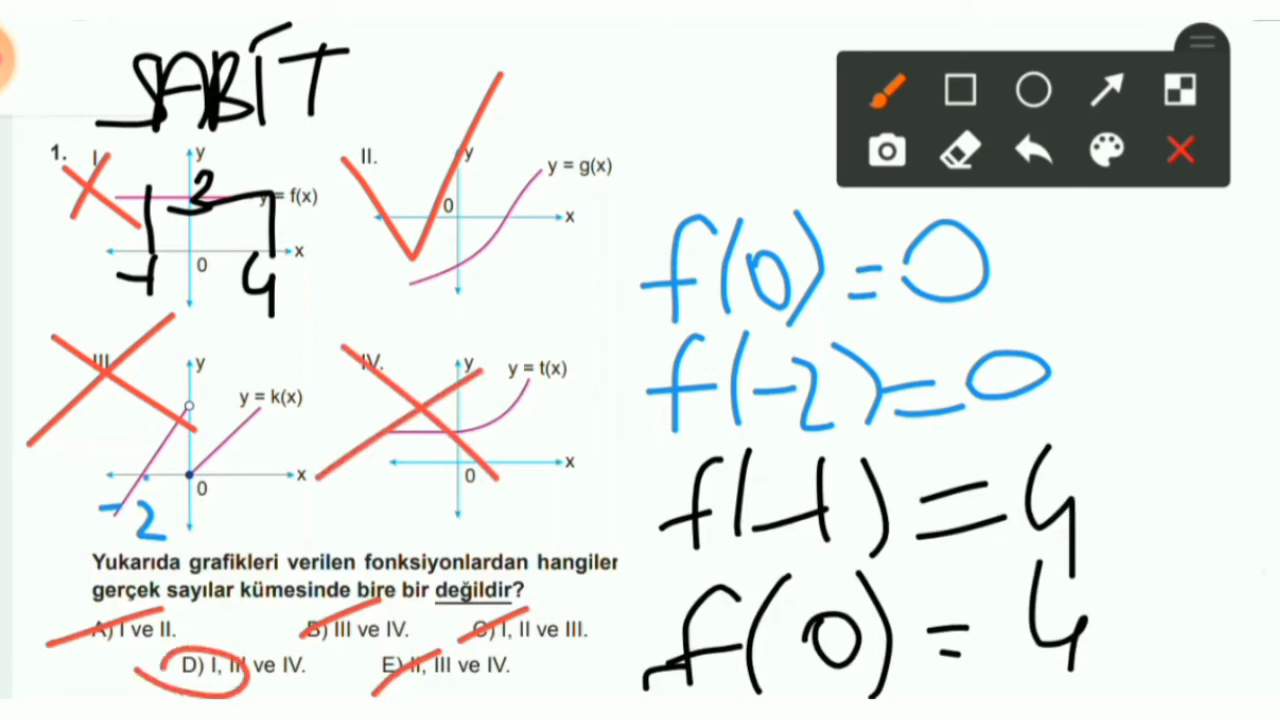 SABİT
1.
I.
y
3
y = f(x)
-1
0
4
x
II.
y
y = g(x)
0
x
III.
y
y = k(x)
x
0
-2
IV.
y
y = t(x)
x
0
Yukarıda grafikleri verilen fonksiyonlardan hangiler
gerçek sayılar kümesinde bire bir değildir?
A) I ve II.
B) III ve IV.
C) I, II ve III.
D) I, III ve IV.
E) II, III ve IV.
f(0) = 0
f(-2) = 0
f(-1) = 4
f(0) = 4